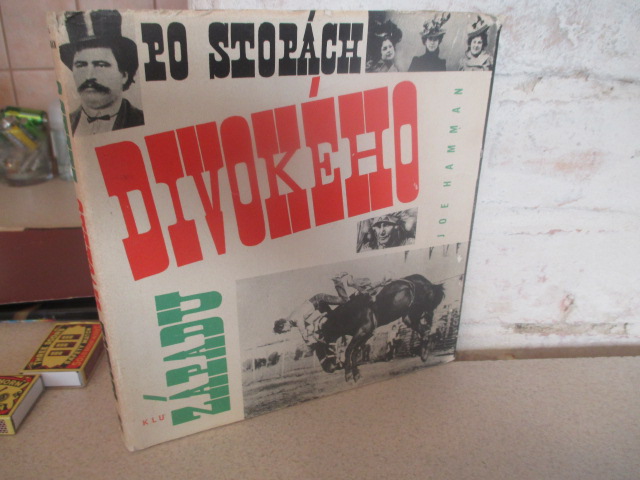 PO STOPÁCH
DIVOKÉHO
ZÁPADU
JOE HAMMAN
KLU